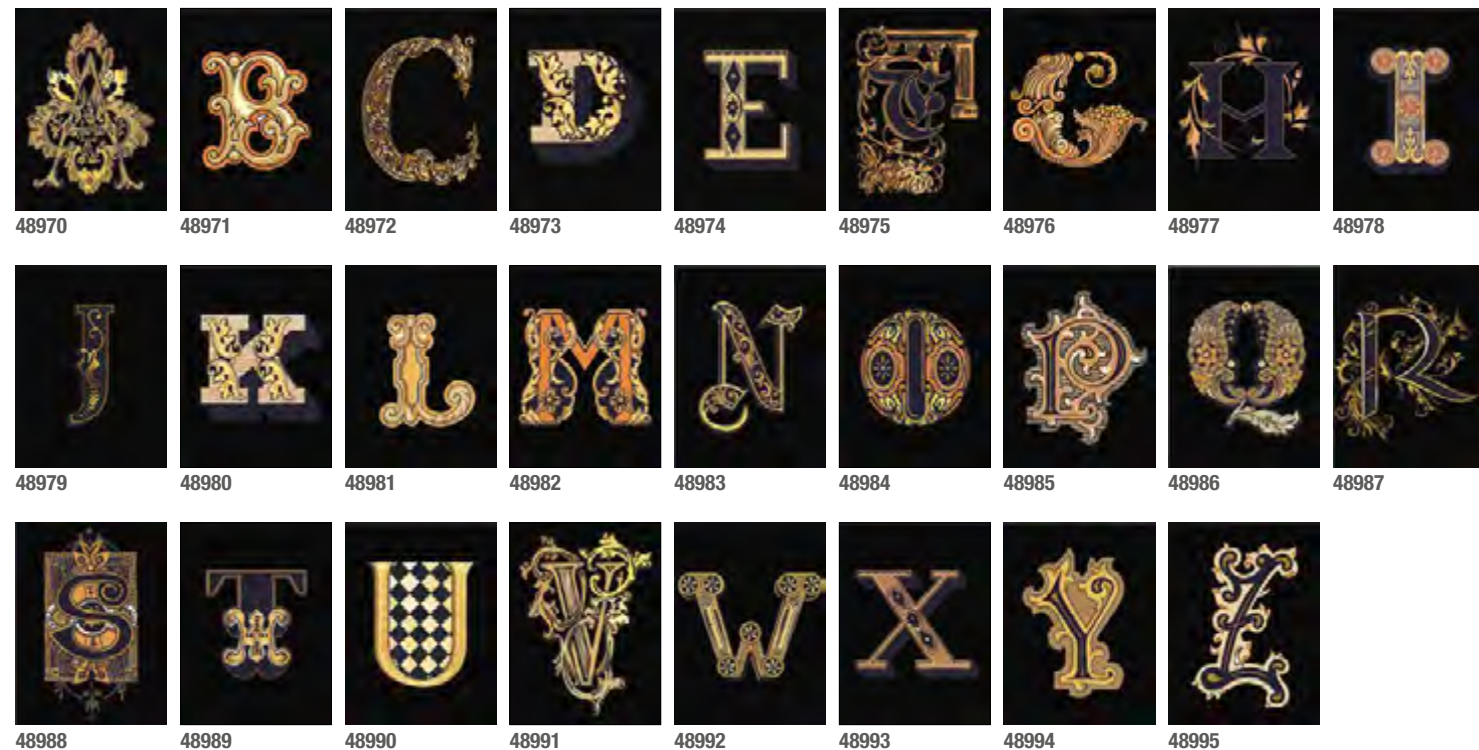 A B C D E F G H I
48970 48971 48972 48973 48974 48975 48976 48977 48978
J K L M N O P Q R
48979 48980 48981 48982 48983 48984 48985 48986 48987
S T U V W X Y Z
48988 48989 48990 48991 48992 48993 48994 48995